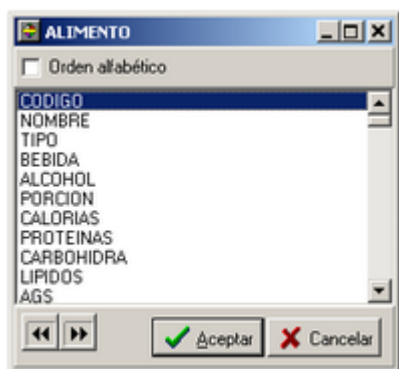 ALIMENTO
Orden alfabético
CODIGO
NOMBRE
TIPO
BEBIDA
ALCOHOL
PORCION
CALORIAS
PROTEINAS
CARBOHIDRA
LIPIDOS
AGS
Aceptar
Cancelar